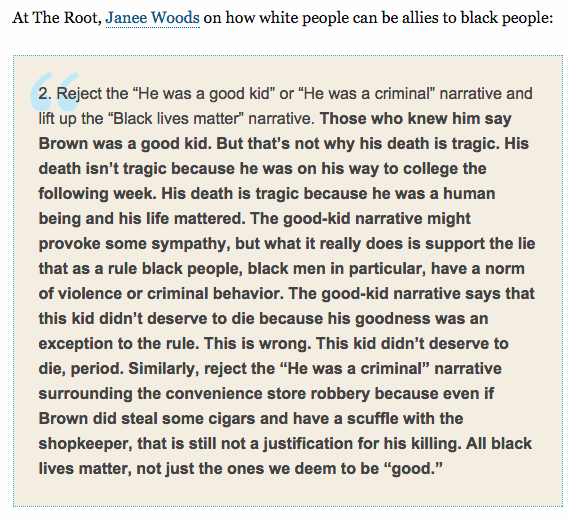 At The Root, Janee Woods on how white people can be allies to black people:
2. Reject the “He was a good kid” or “He was a criminal” narrative and
lift up the “Black lives matter” narrative. Those who knew him say
Brown was a good kid. But that’s not why his death is tragic. His
death isn’t tragic because he was on his way to college the
following week. His death is tragic because he was a human
being and his life mattered. The good-kid narrative might
provoke some sympathy, but what it really does is support the lie
that as a rule black people, black men in particular, have a norm
of violence or criminal behavior. The good-kid narrative says that
this kid didn’t deserve to die because his goodness was an
exception to the rule. This is wrong. This kid didn’t deserve to
die, period. Similarly, reject the “He was a criminal” narrative
surrounding the convenience store robbery because even if
Brown did steal some cigars and have a scuffle with the
shopkeeper, that is still not a justification for his killing. All black
lives matter, not just the ones we deem to be “good.”